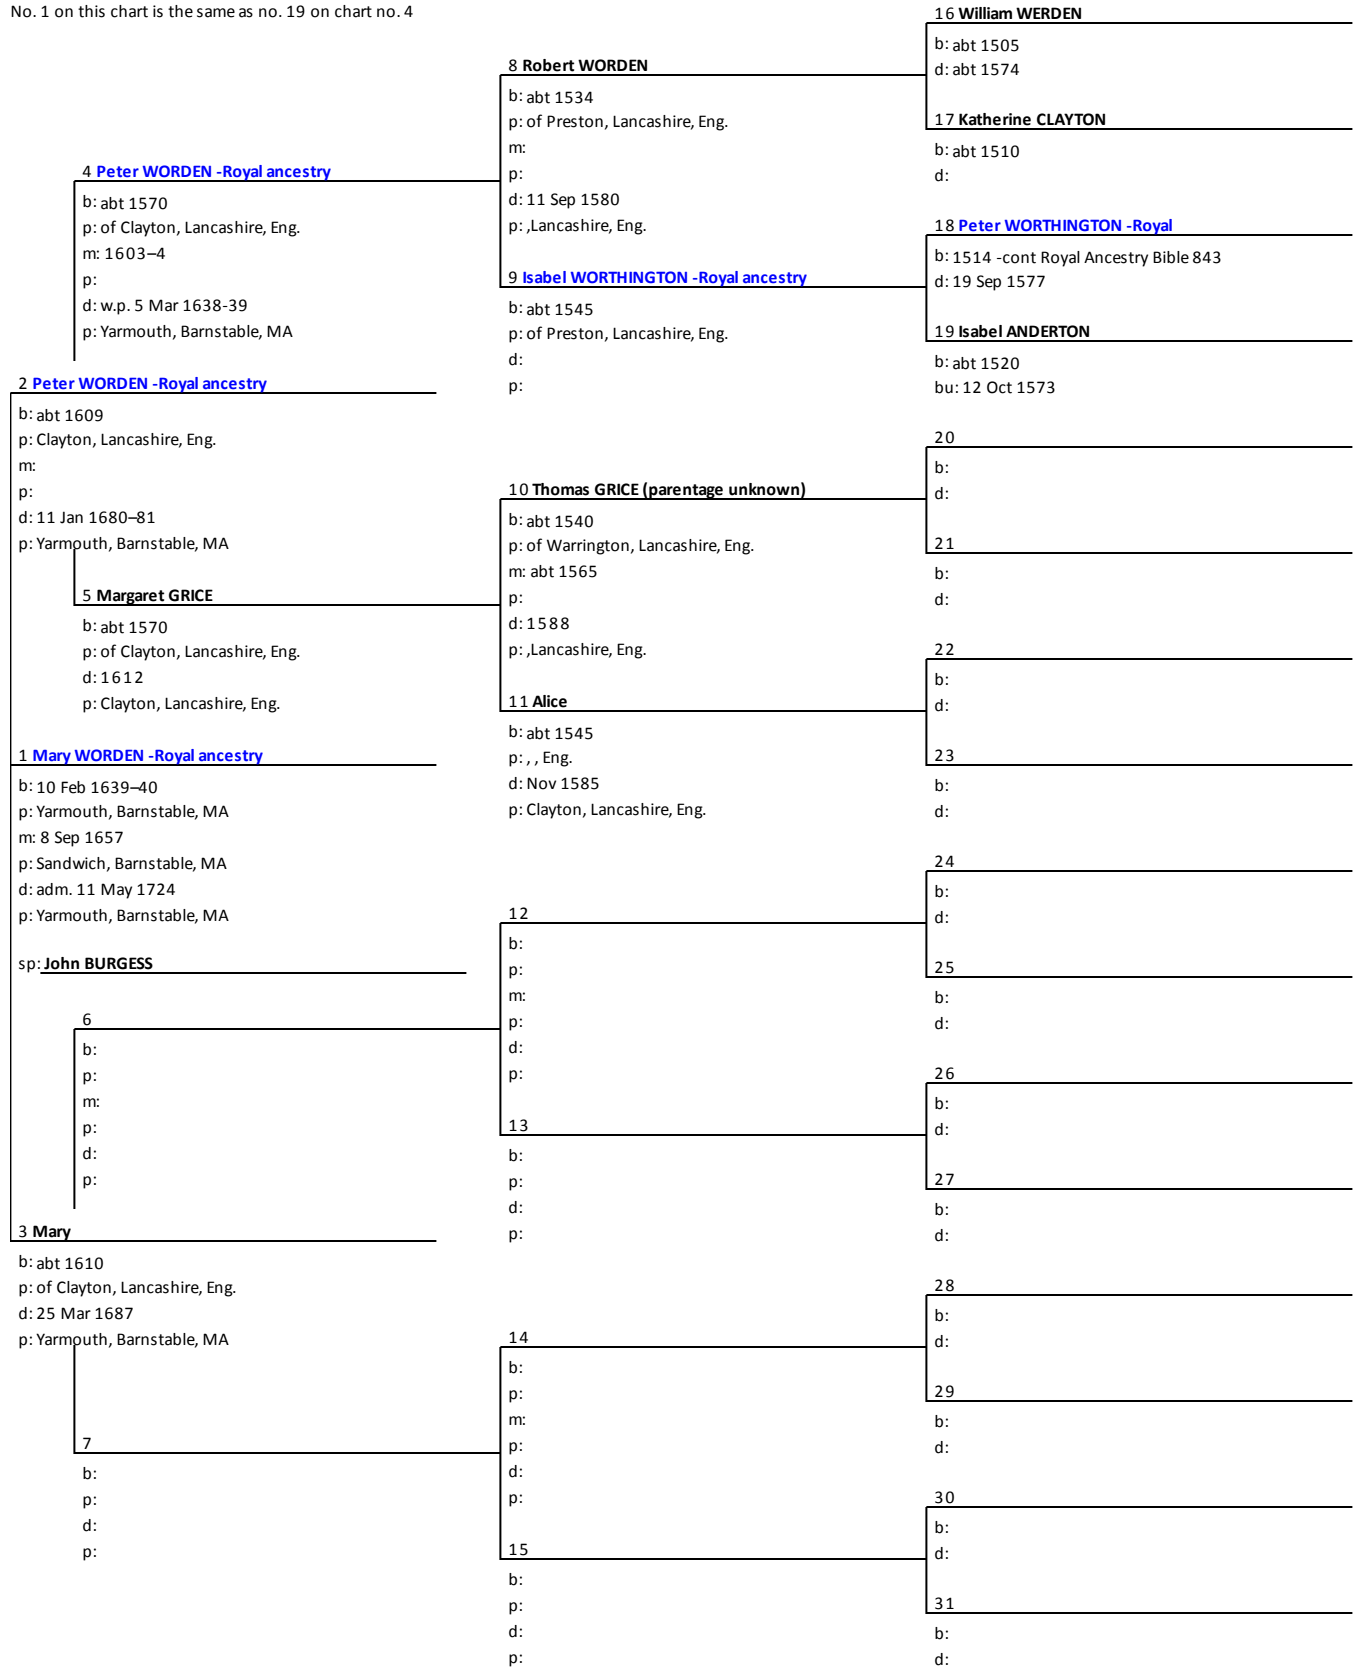 No. 1 on this chart is the same as no. 19 on chart no. 4
16 William WERDEN
b: abt 1505
d: abt 1574
8 Robert WORDEN
b: abt 1534
p: of Preston, Lancashire, Eng.
m:
p:
d: 11 Sep 1580
p: ,Lancashire, Eng.
17 Katherine CLAYTON
b: abt 1510
d:
4 Peter WORDEN -Royal ancestry
b: abt 1570
p: of Clayton, Lancashire, Eng.
m: 1603–4
p:
d: w.p. 5 Mar 1638-39
p: Yarmouth, Barnstable, MA
18 Peter WORTHINGTON -Royal
b: 1514 -cont Royal Ancestry Bible 843
d: 19 Sep 1577
9 Isabel WORTHINGTON -Royal ancestry
b: abt 1545
p: of Preston, Lancashire, Eng.
d:
p:
19 Isabel ANDERTON
b: abt 1520
bu: 12 Oct 1573
2 Peter WORDEN -Royal ancestry
b: abt 1609
p: Clayton, Lancashire, Eng.
m:
p:
d: 11 Jan 1680–81
p: Yarmouth, Barnstable, MA
20
b:
d:
10 Thomas GRICE (parentage unknown)
b: abt 1540
p: of Warrington, Lancashire, Eng.
m: abt 1565
p:
d: 1588
p: ,Lancashire, Eng.
21
b:
d:
5 Margaret GRICE
b: abt 1570
p: of Clayton, Lancashire, Eng.
d: 1612
p: Clayton, Lancashire, Eng.
22
b:
d:
11 Alice
b: abt 1545
p: , , Eng.
d: Nov 1585
p: Clayton, Lancashire, Eng.
23
b:
d:
1 Mary WORDEN -Royal ancestry
b: 10 Feb 1639–40
p: Yarmouth, Barnstable, MA
m: 8 Sep 1657
p: Sandwich, Barnstable, MA
d: adm. 11 May 1724
p: Yarmouth, Barnstable, MA
sp: John BURGESS
24
b:
d:
12
b:
p:
m:
p:
d:
p:
25
b:
d:
6
b:
p:
m:
p:
d:
p:
26
b:
d:
13
b:
p:
d:
p:
27
b:
d:
3 Mary
b: abt 1610
p: of Clayton, Lancashire, Eng.
d: 25 Mar 1687
p: Yarmouth, Barnstable, MA
28
b:
d:
14
b:
p:
m:
p:
d:
p:
29
b:
d:
7
b:
p:
d:
p:
30
b:
d:
15
b:
p:
d:
p:
31
b:
d: